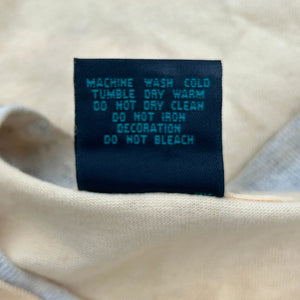 MACHINE WASH COLD
TUMBLE DRY WARM
DO NOT DRY CLEAN
DO NOT IRON
DECORATION
DO NOT BLEACH